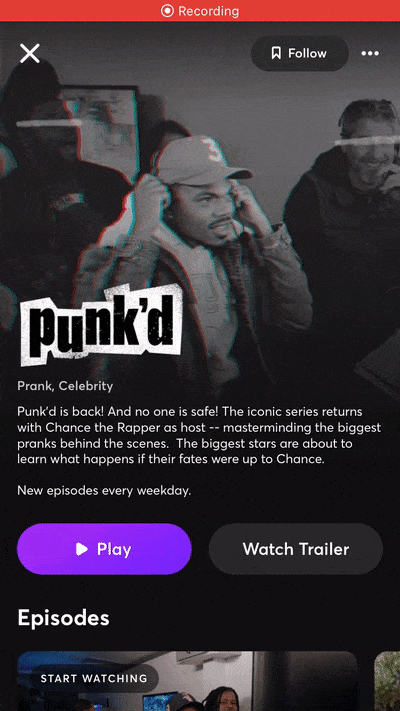 Recording
Follow
3
punk'd
Prank, Celebrity
Punk'd is back! And no one is safe! The iconic series returns
with Chance the Rapper as host -- masterminding the biggest
pranks behind the scenes.  The biggest stars are about to
learn what happens if their fates were up to Chance.
New episodes every weekday.
Play
Watch Trailer
Episodes
START WATCHING